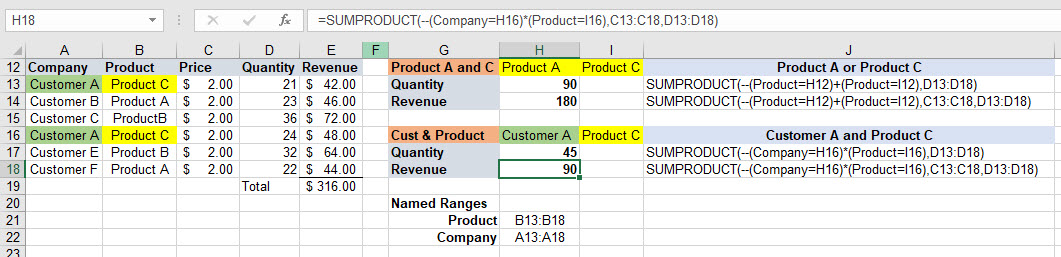 H18 fx =SUMPRODUCT(--(Company=H16)*(Product=I16),C13:C18,D13:D18)
A B C D E F G H I J
12 Company Product Price Quantity Revenue Product A and C Product A Product C Product A or Product C
13 Customer A Product C $ 2.00 21 $ 42.00 Quantity 90 SUMPRODUCT(--(Product=H12)+(Product=I12),D13:D18)
14 Customer B Product A $ 2.00 23 $ 46.00 Revenue 180 SUMPRODUCT(--(Product=H12)+(Product=I12),C13:C18,D13:D18)
15 Customer C ProductB $ 2.00 36 $ 72.00
16 Customer A Product C $ 2.00 24 $ 48.00 Cust & Product Customer A Product C Customer A and Product C
17 Customer E Product B $ 2.00 32 $ 64.00 Quantity 45 SUMPRODUCT(--(Company=H16)*(Product=I16),D13:D18)
18 Customer F Product A $ 2.00 22 $ 44.00 Revenue 90 SUMPRODUCT(--(Company=H16)*(Product=I16),C13:C18,D13:D18)
19 Total $ 316.00
20 Named Ranges
21 Product B13:B18
22 Company A13:A18
23